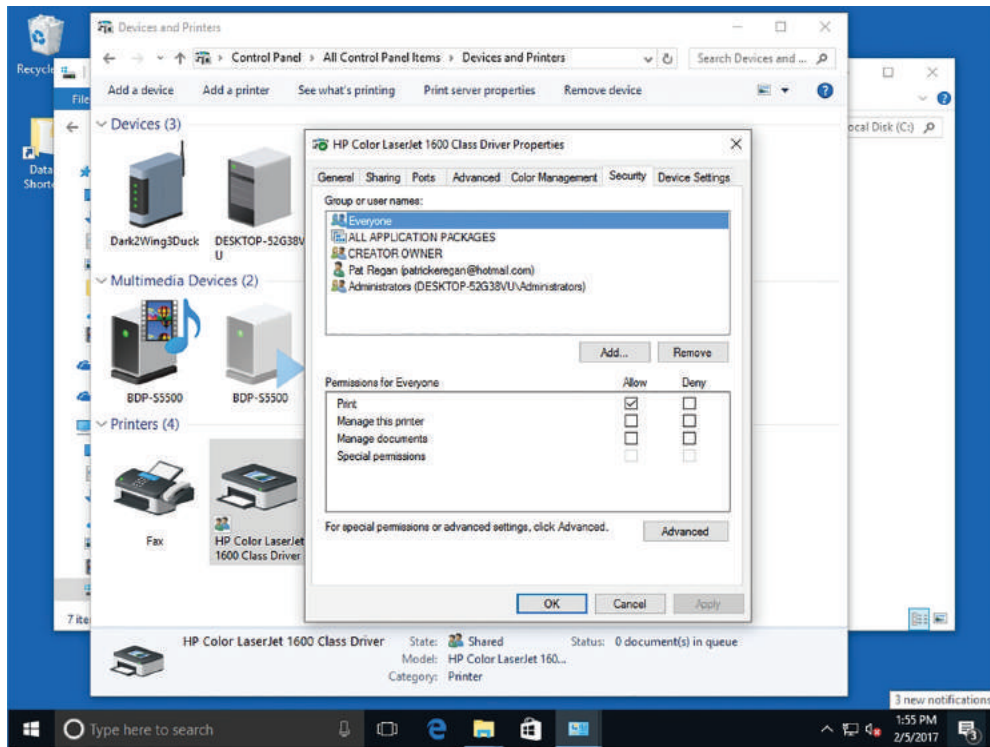 Recycle
Data
Shorte
File
ocal Disk (C:)
7 ite
Devices and Printers
Control Panel > All Control Panel Items > Devices and Printers
Search Devices and ...
Add a device Add a printer See what's printing Print server properties Remove device
Devices (3)
Dark2Wing3Duck
DESKTOP-52G38V
U
Multimedia Devices (2)
BDP-S5500
BDP-S5500
Printers (4)
Fax
HP Color LaserJet
1600 Class Driver
HP Color LaserJet 1600 Class Driver Properties
General Sharing Ports Advanced Color Management Security Device Settings
Group or user names:
Everyone
ALL APPLICATION PACKAGES
CREATOR OWNER
Pat Regan (patrickeregan@hotmail.com)
Administrators (DESKTOP-52G38VU\Administrators)
Add... Remove
Permissions for Everyone Allow Deny
Print
Manage this printer
Manage documents
Special permissions
For special permissions or advanced settings, click Advanced.
Advanced
OK Cancel Apply
HP Color LaserJet 1600 Class Driver State: Shared Status: 0 document(s) in queue
Model: HP Color LaserJet 160...
Category: Printer
3 new notifications
Type here to search
1:55 PM
2/5/2017
3